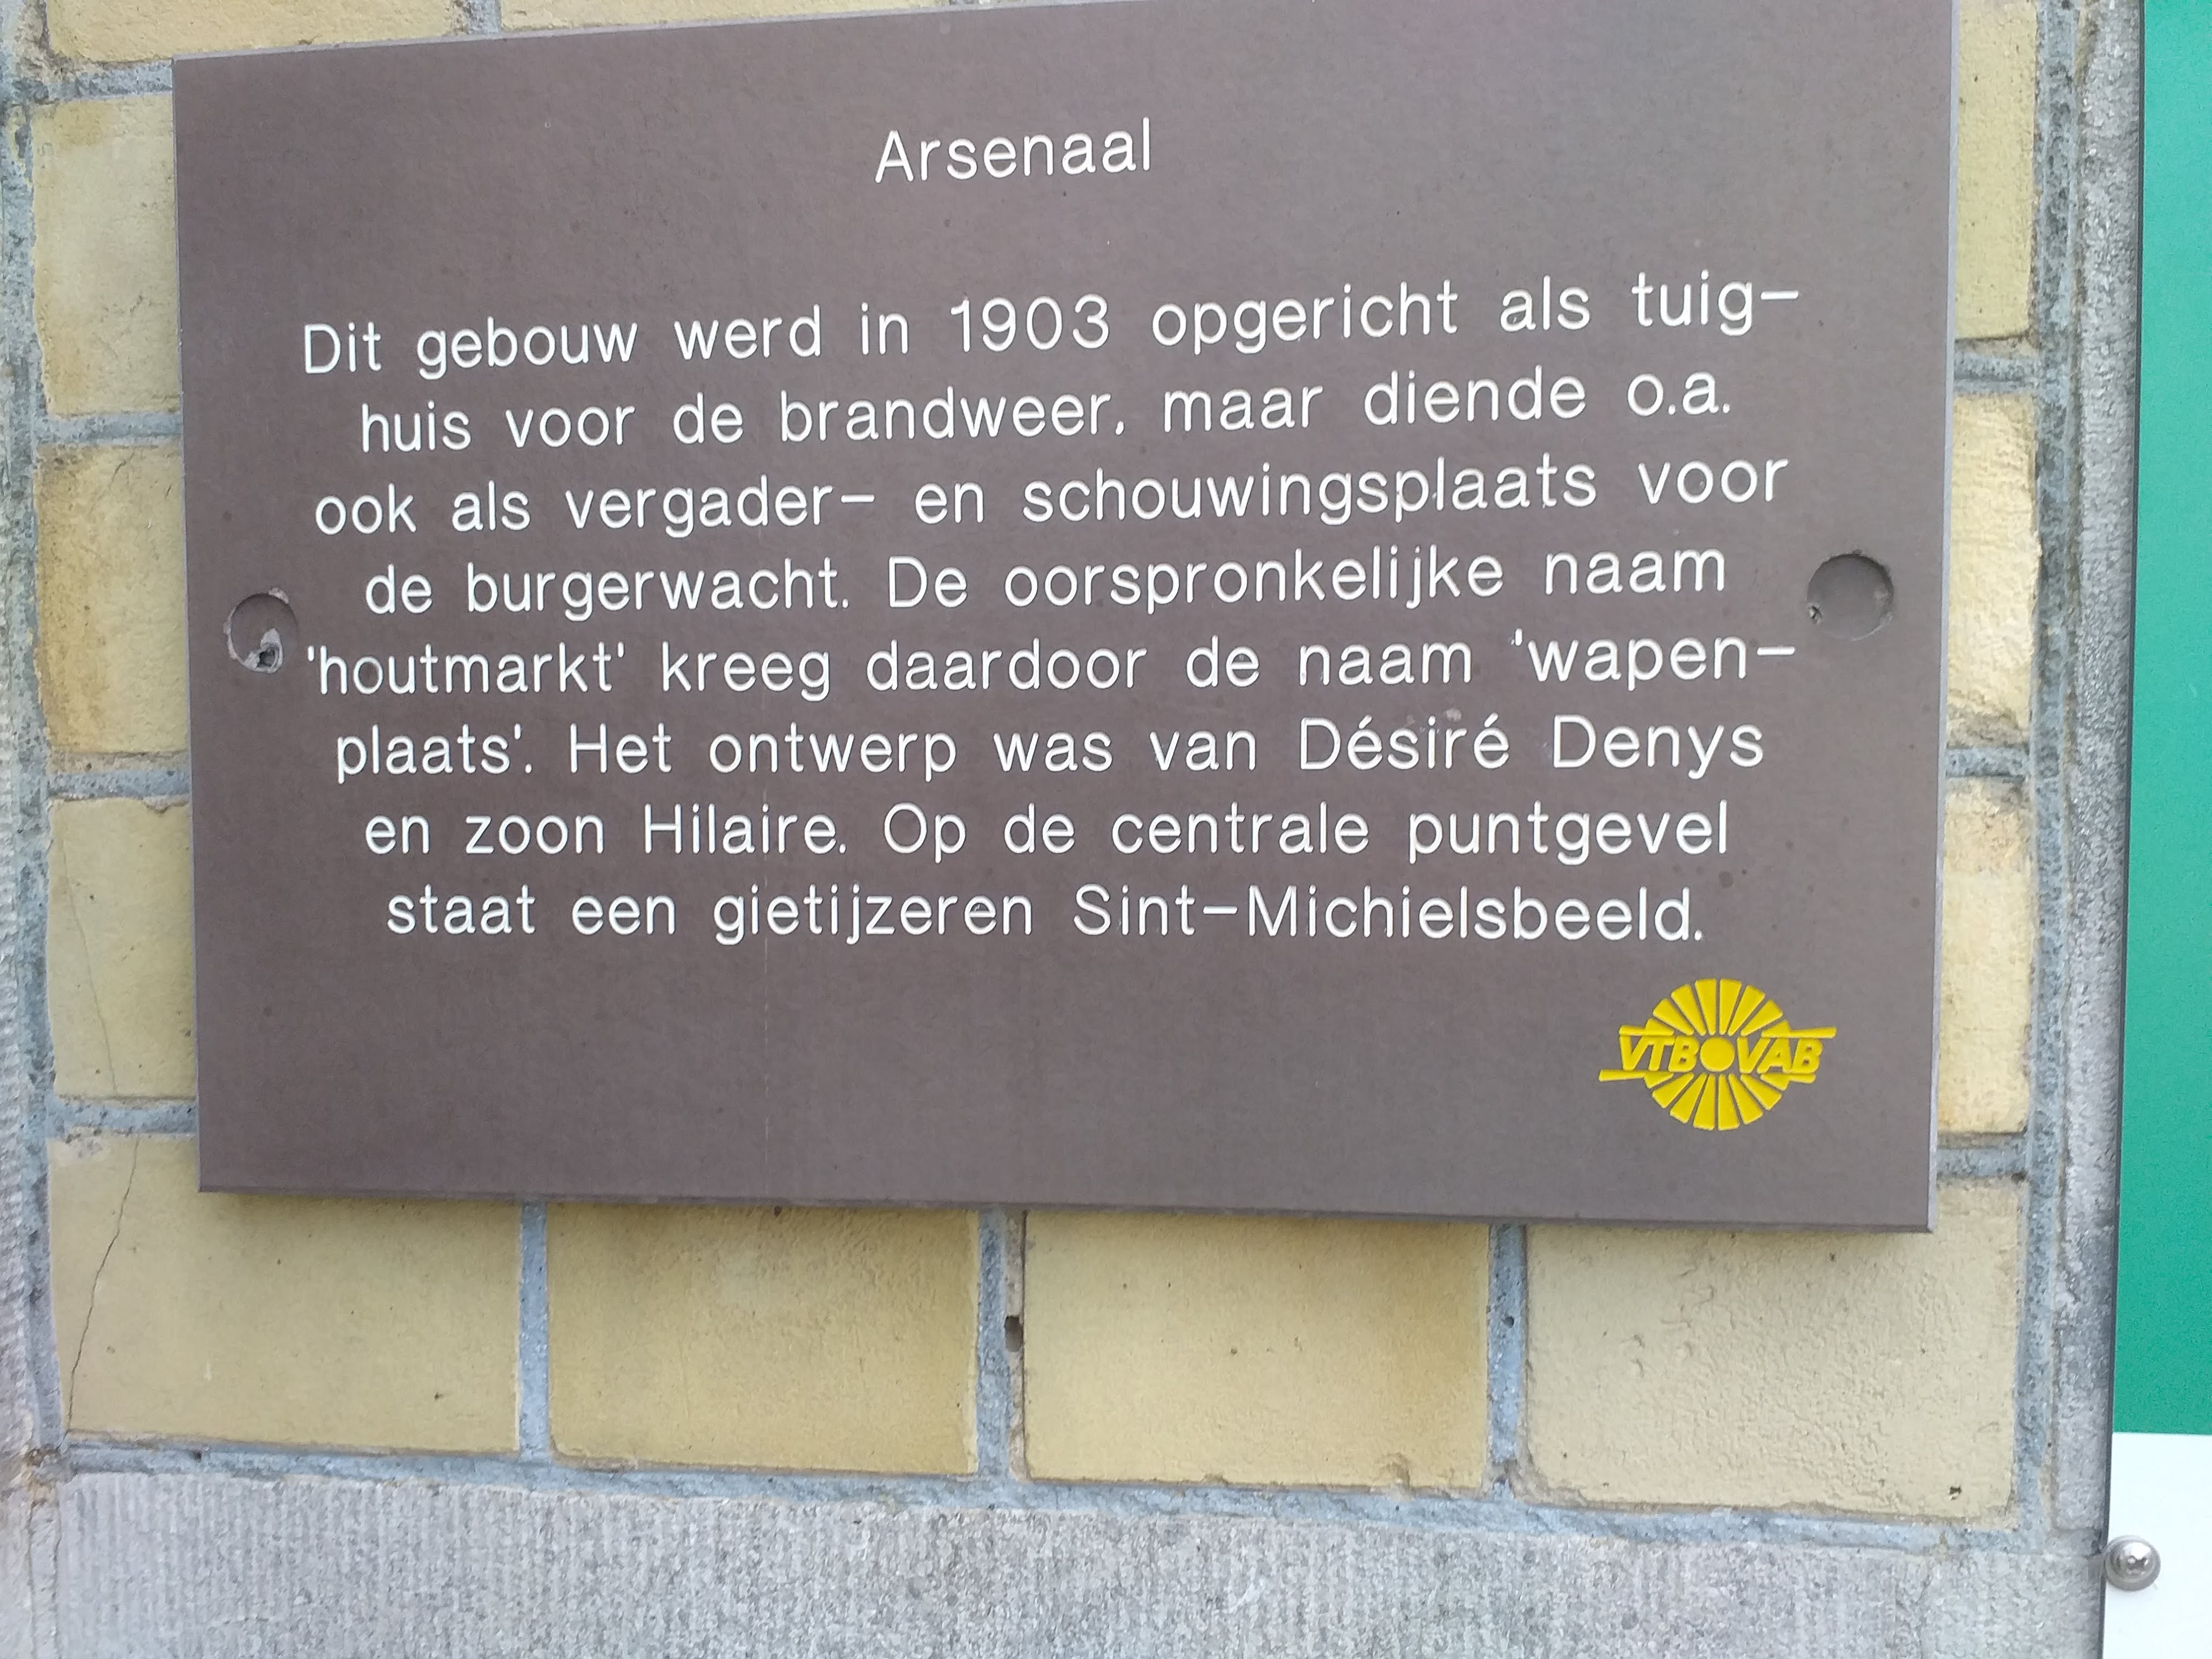 Arsenaal
Dit gebouw werd in 1903 opgericht als tuig-
huis voor de brandweer, maar diende o.a.
ook als vergader- en schouwingsplaats voor
de burgerwacht. De oorspronkelijke naam
'houtmarkt' kreeg daardoor de naam 'wapen-
plaats'. Het ontwerp was van Désiré Denys
en zoon Hilaire. Op de centrale puntgevel
staat een gietijzeren Sint-Michielsbeeld.
VTB VAB